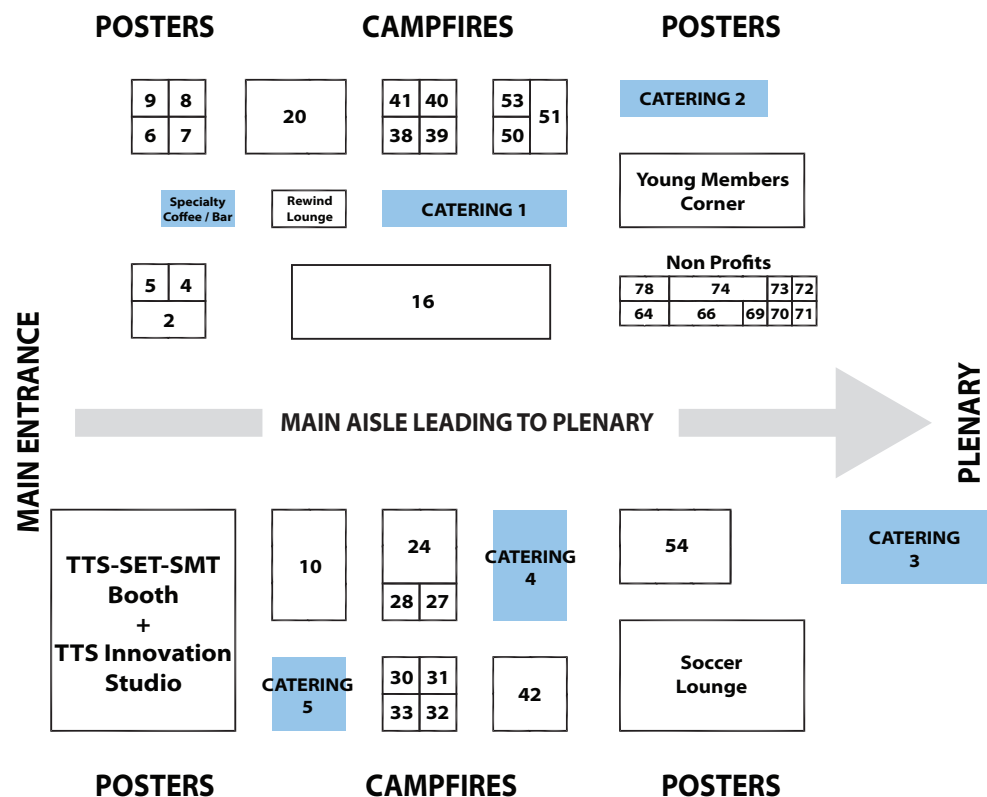 POSTERS CAMPFIRES POSTERS
9 8 20 41 40 53 51 CATERING 2
6 7 38 39 50
Young Members
Corner
Specialty
Coffee / Bar
Rewind
Lounge
CATERING 1
Non Profits
5 4 16 78 74 73 72
2 64 66 69 70 71
MAIN ENTRANCE
MAIN AISLE LEADING TO PLENARY
PLENARY
TTS-SET-SMT
Booth
+
TTS Innovation
Studio
10
24
28 27
CATERING
4
54
CATERING
3
CATERING
5
30 31
33 32
42
Soccer
Lounge
POSTERS CAMPFIRES POSTERS